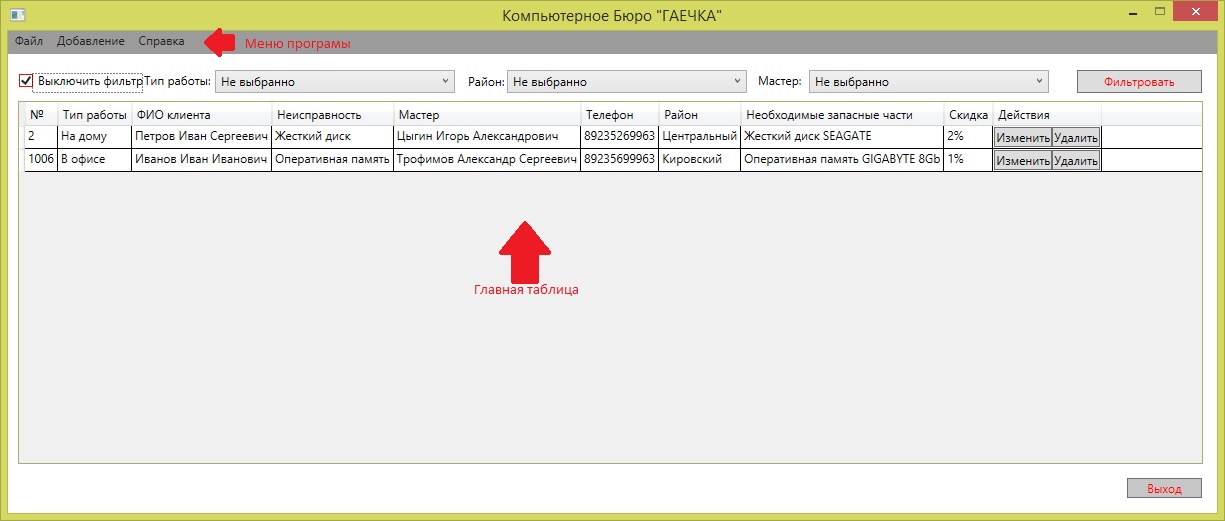 Компьютерное Бюро "ГАЕЧКА"
Файл Добавление Справка Меню програмы
Выключить фильтр Тип работы: Не выбранно Район: Не выбранно Мастер: Не выбранно Фильтровать
№ Тип работы ФИО клиента Неисправность Мастер Телефон Район Необходимые запасные части Скидка Действия
2 На дому Петров Иван Сергеевич Жесткий диск Цыгин Игорь Александрович 89235269963 Центральный Жесткий диск SEAGATE 2% Изменить Удалить
1006 В офисе Иванов Иван Иванович Оперативная память Трофимов Александр Сергеевич 89235699963 Кировский Оперативная память GIGABYTE 8Gb 1% Изменить Удалить
Главная таблица
Выход